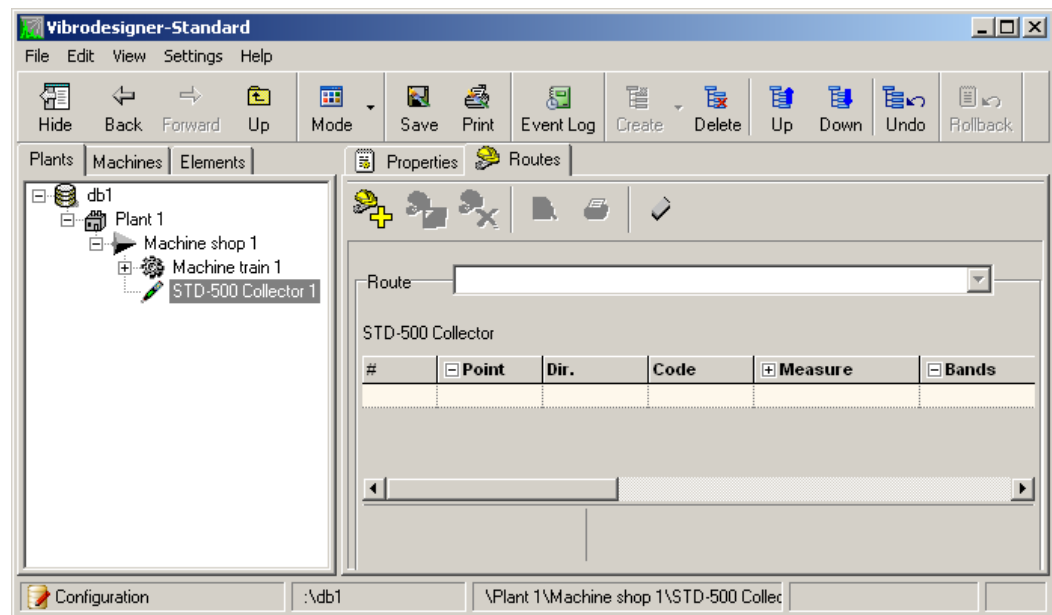 Vibrodesigner-Standard
File Edit View Settings Help
Hide Back Forward Up Mode Save Print Event Log Create Delete Up Down Undo Rollback
Plants Machines Elements
Properties Routes
db1
Plant 1
Machine shop 1
Machine train 1
STD-500 Collector 1
Route
STD-500 Collector
# Point Dir. Code Measure Bands
Configuration :\db1 \Plant 1\Machine shop 1\STD-500 Collec